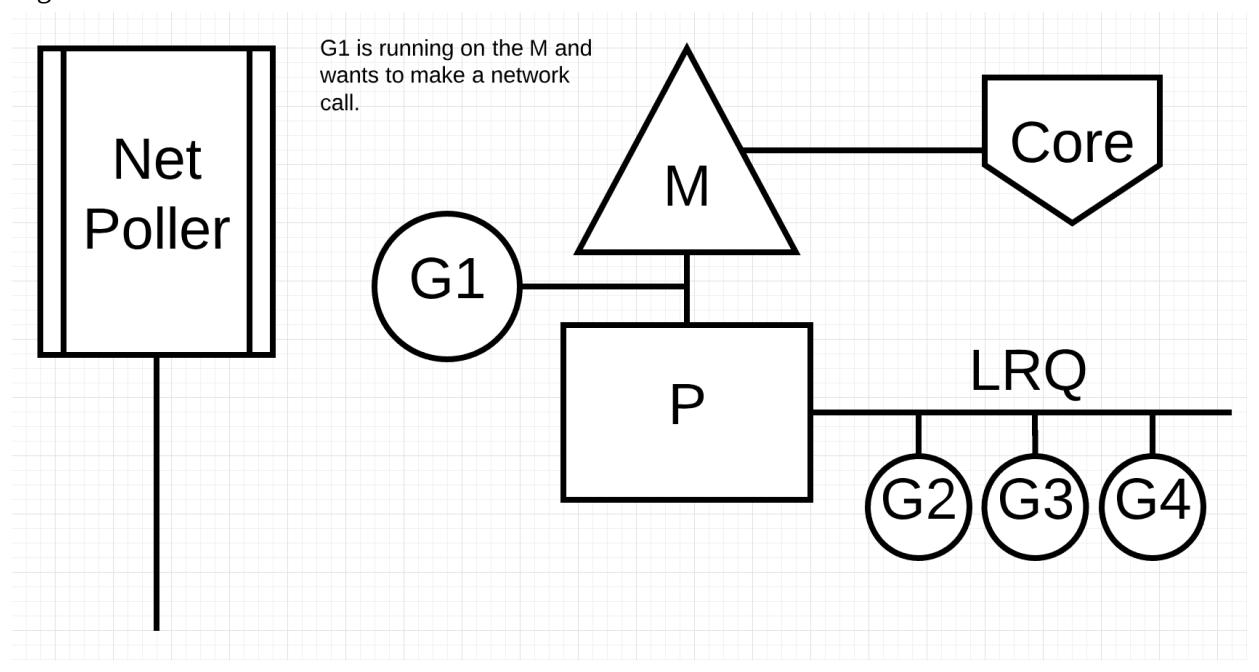 G1 is running on the M and
wants to make a network
call.
Net
Poller
M
Core
G1
P
LRQ
G2
G3
G4